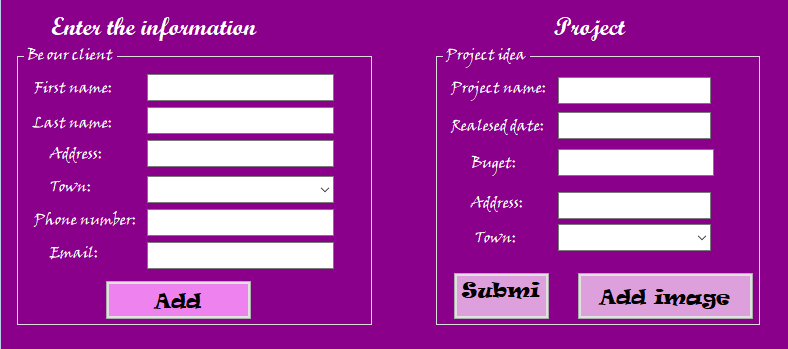 Enter the information
Be our client
First name:
Last name:
Address:
Town:
Phone number:
Email:
Add
Project
Project idea
Project name:
Realesed date:
Buget:
Address:
Town:
Submi
Add image